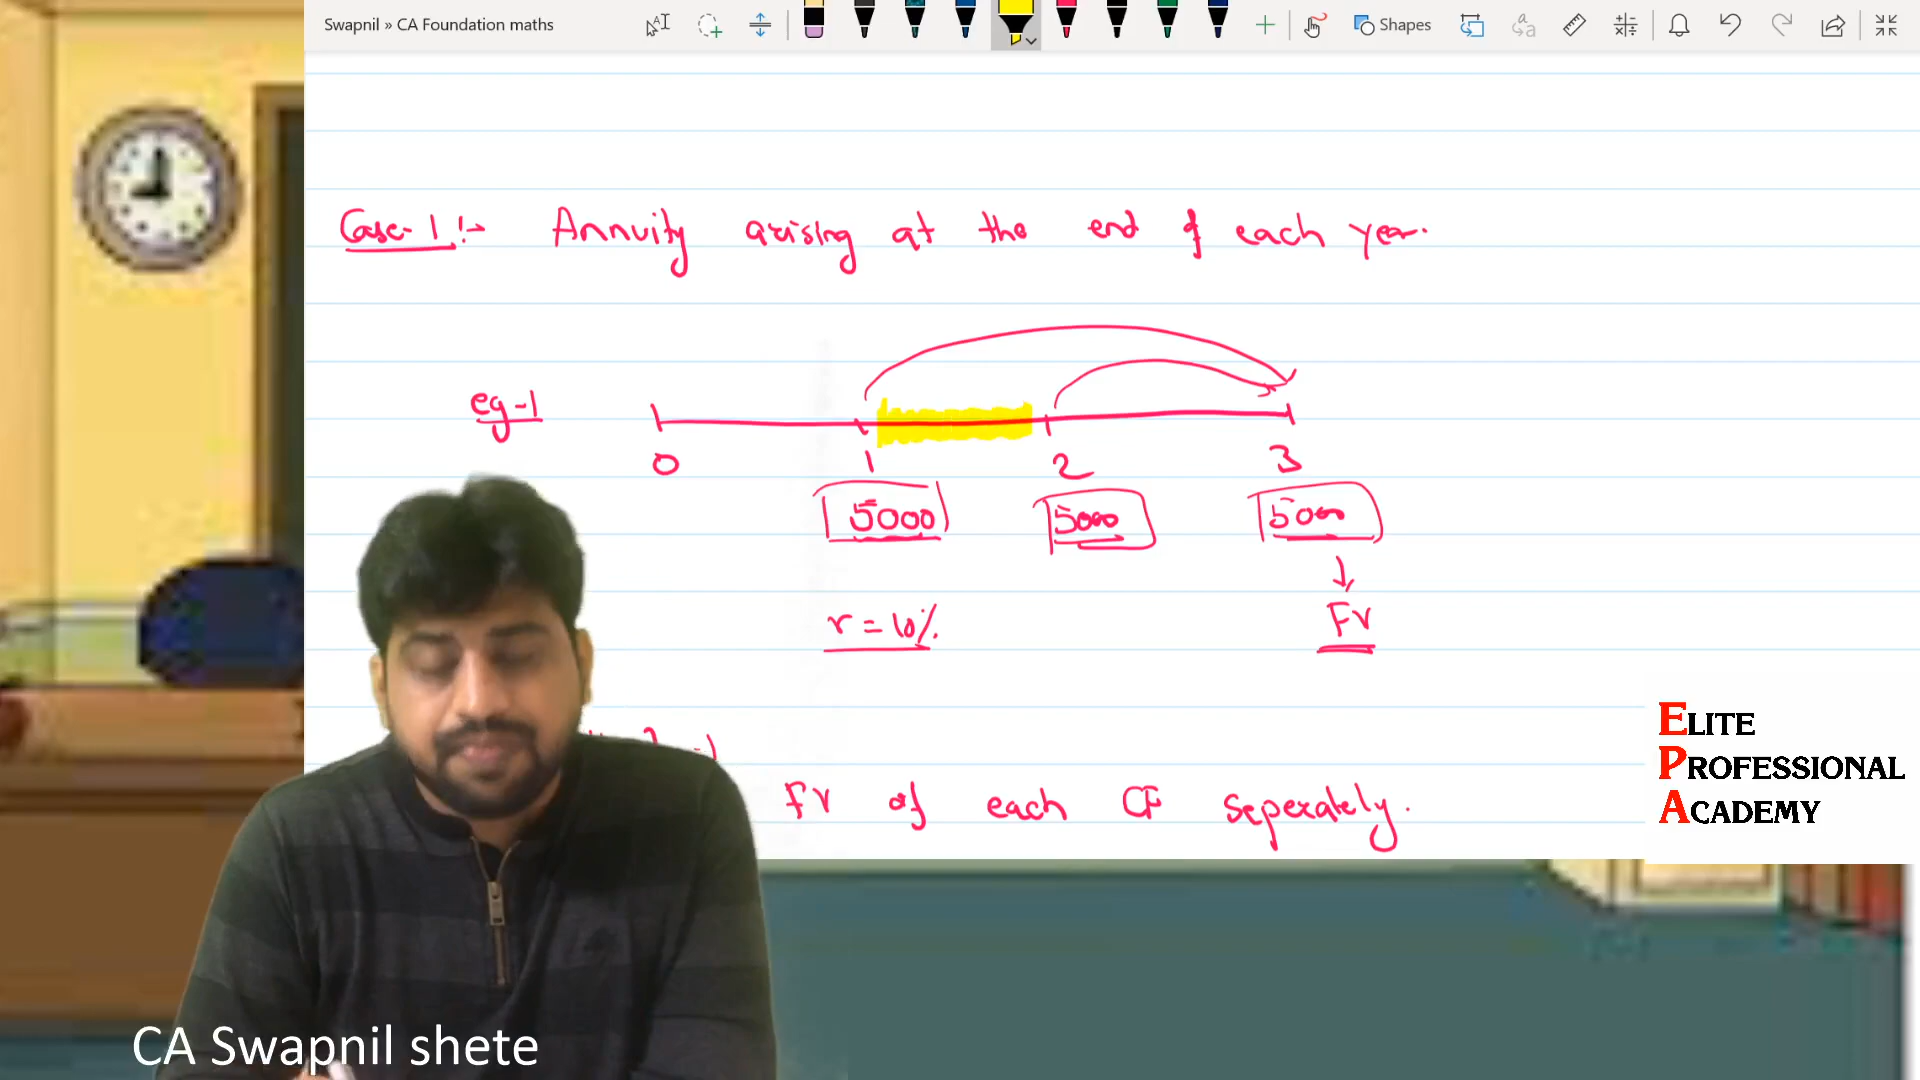 Swapnil » CA Foundation maths
Shapes
Case-1 :- Annuity arising at the end of each year.
eg-1
0 1 2 3
5000 5000 5000
r = 10% FV
-1
FV of each CF seperately.
ELITE
PROFESSIONAL
ACADEMY
CA Swapnil shete